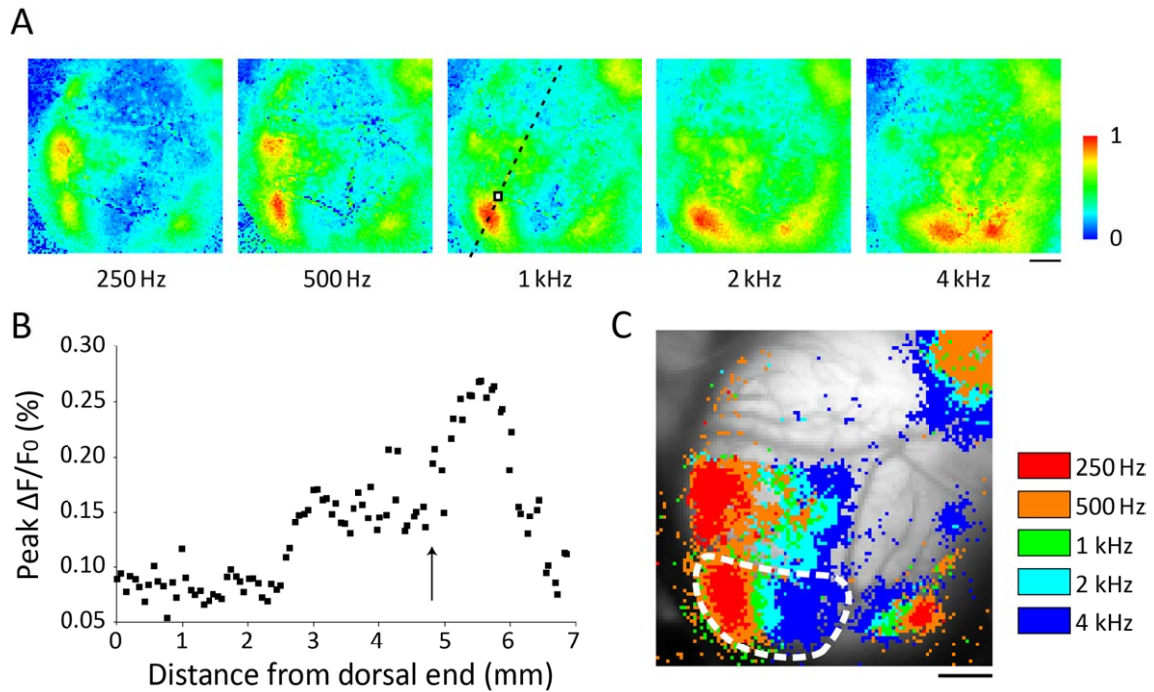 A
250 Hz
500 Hz
1 kHz
2 kHz
4 kHz
1
0
B
Peak ΔF/F₀ (%)
0.30
0.25
0.20
0.15
0.10
0.05
0 1 2 3 4 5 6 7
Distance from dorsal end (mm)
C
250 Hz
500 Hz
1 kHz
2 kHz
4 kHz